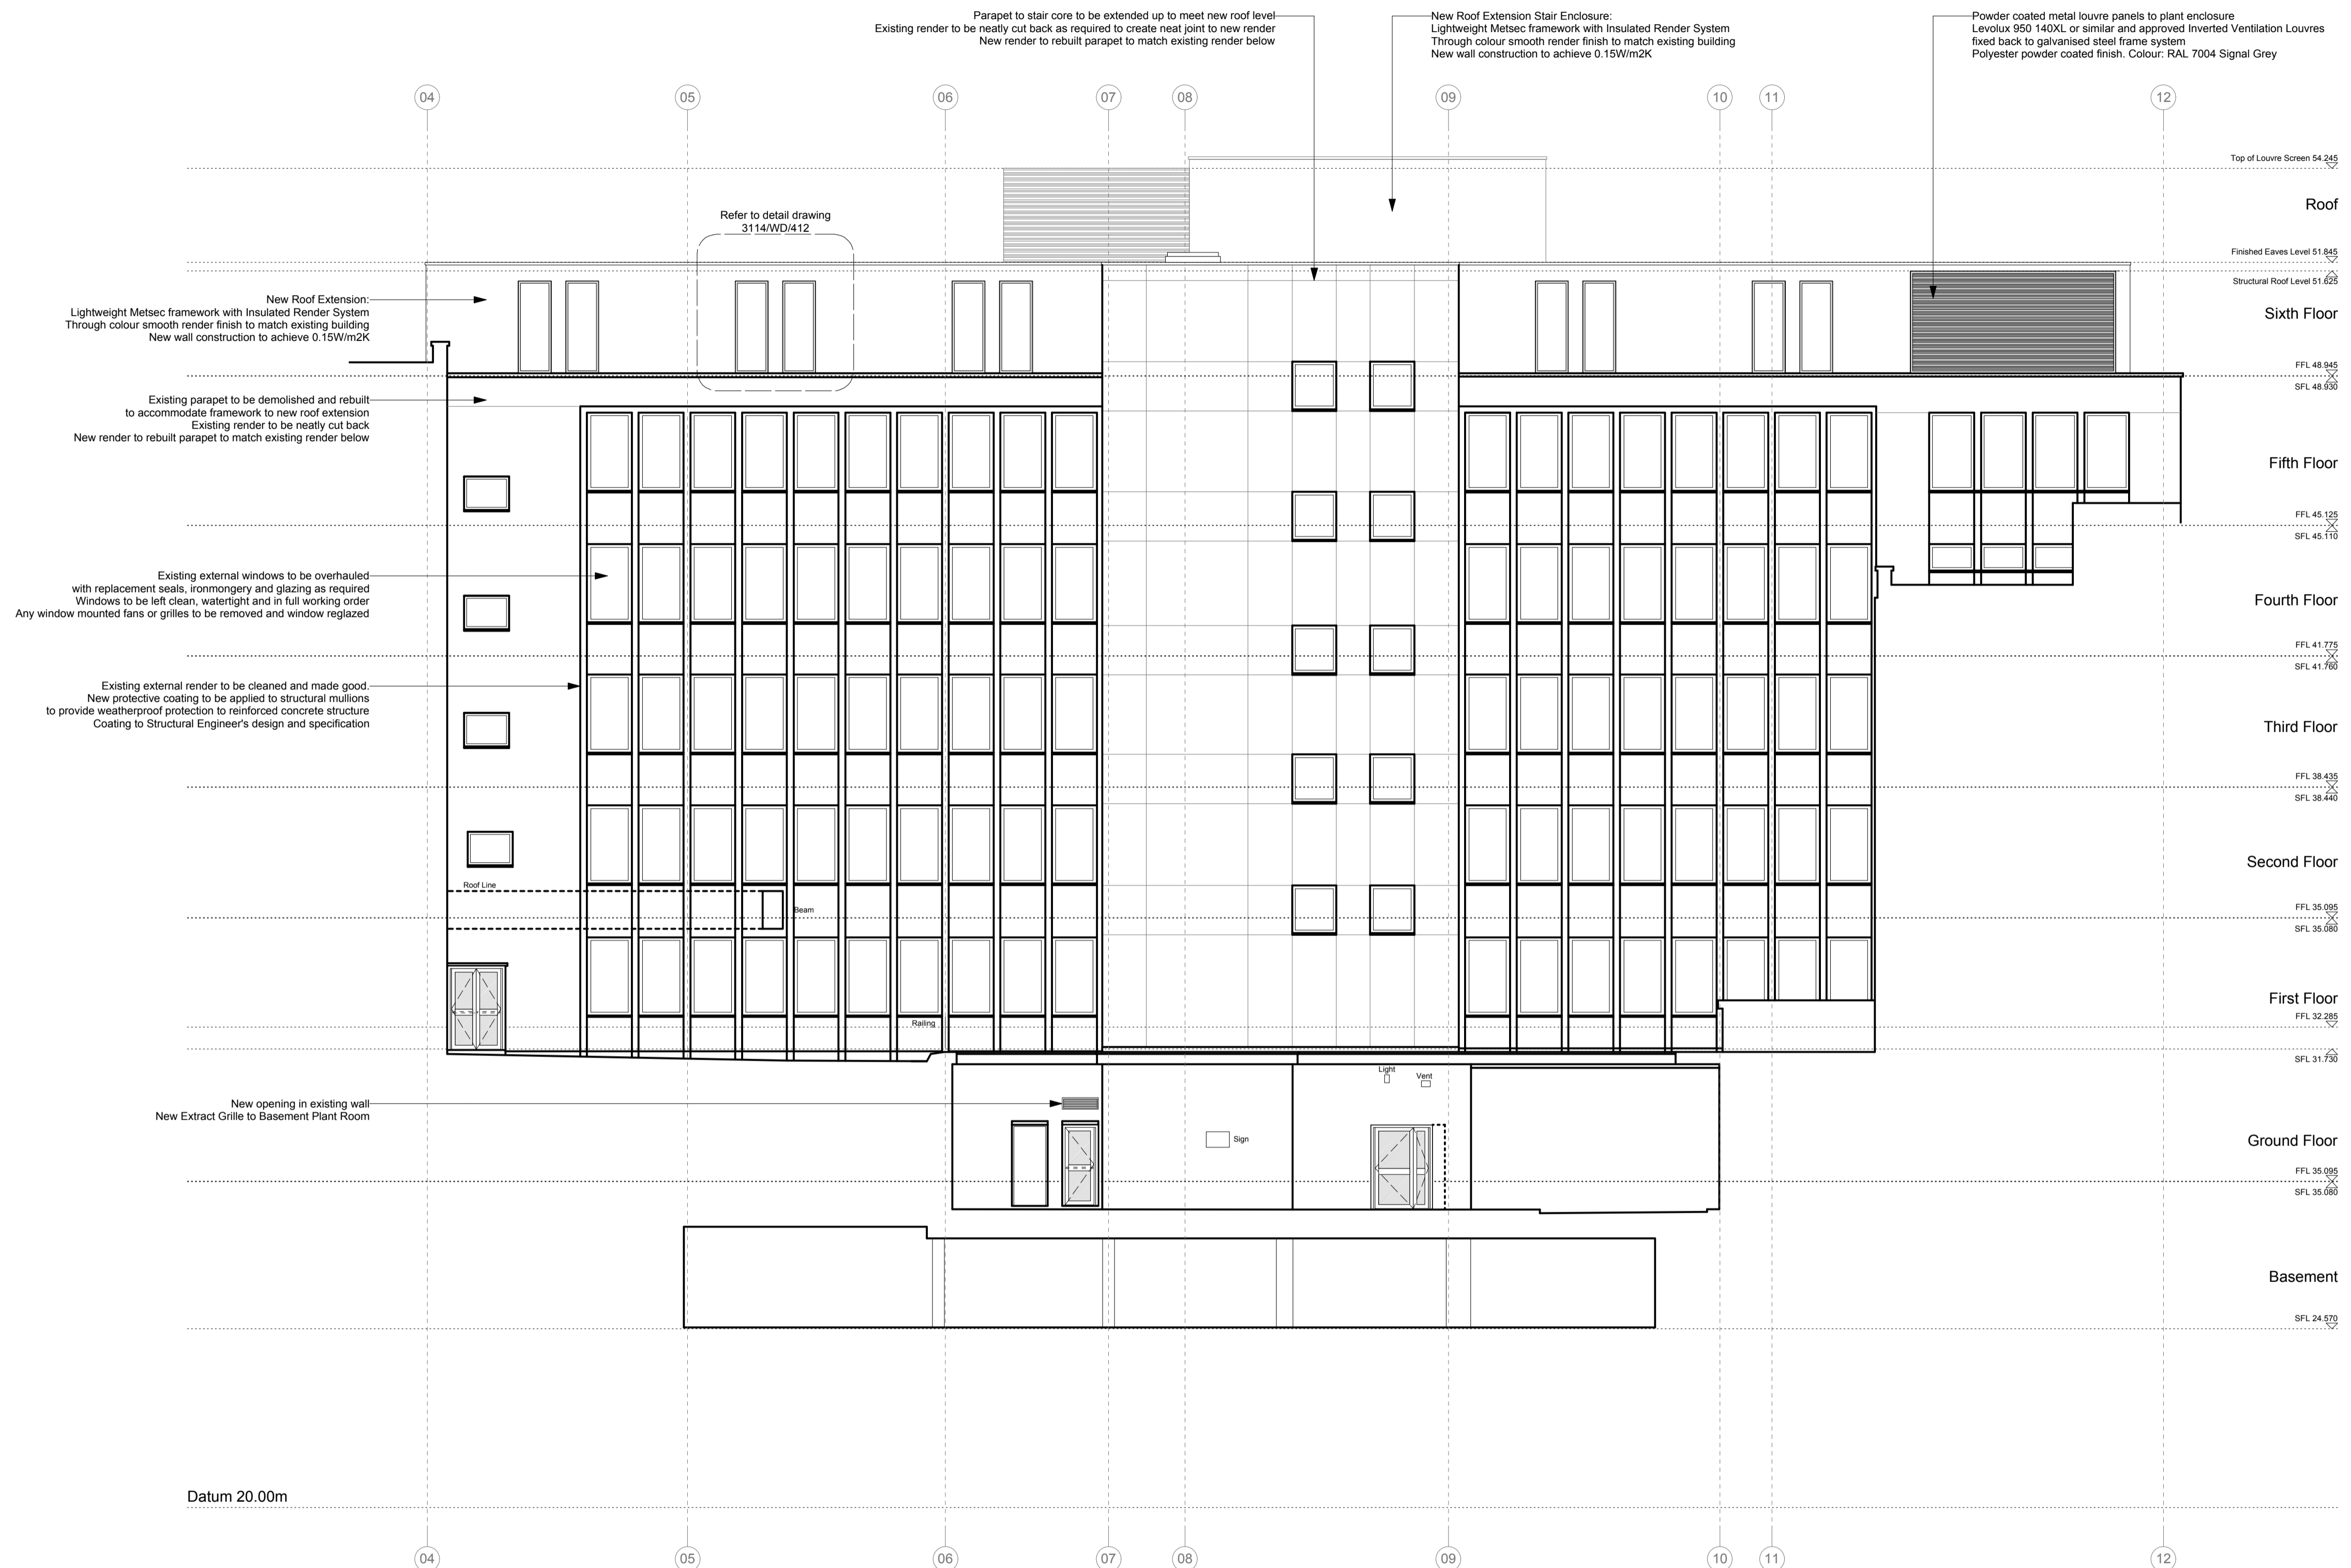 Parapet to stair core to be extended up to meet new roof level
Existing render to be neatly cut back as required to create neat joint to new render
New render to rebuilt parapet to match existing render below
New Roof Extension Stair Enclosure:
Lightweight Metsec framework with Insulated Render System
Through colour smooth render finish to match existing building
New wall construction to achieve 0.15W/m2K
Powder coated metal louvre panels to plant enclosure
Levolux 950 140XL or similar and approved Inverted Ventilation Louvres
fixed back to galvanised steel frame system
Polyester powder coated finish. Colour: RAL 7004 Signal Grey
04
05
06
07
08
09
10
11
12
Top of Louvre Screen 54.245
Roof
Refer to detail drawing
3114/WD/412
Finished Eaves Level 51.845
Structural Roof Level 51.625
New Roof Extension:
Lightweight Metsec framework with Insulated Render System
Through colour smooth render finish to match existing building
New wall construction to achieve 0.15W/m2K
Sixth Floor
FFL 48.945
SFL 48.930
Existing parapet to be demolished and rebuilt
to accommodate framework to new roof extension
Existing render to be neatly cut back
New render to rebuilt parapet to match existing render below
Fifth Floor
FFL 45.125
SFL 45.110
Existing external windows to be overhauled
with replacement seals, ironmongery and glazing as required
Windows to be left clean, watertight and in full working order
Any window mounted fans or grilles to be removed and window reglazed
Fourth Floor
FFL 41.775
SFL 41.760
Existing external render to be cleaned and made good.
New protective coating to be applied to structural mullions
to provide weatherproof protection to reinforced concrete structure
Coating to Structural Engineer's design and specification
Third Floor
FFL 38.435
SFL 38.440
Second Floor
Roof Line
Beam
FFL 35.095
SFL 35.080
First Floor
Railing
FFL 32.285
SFL 31.730
Light
Vent
New opening in existing wall
New Extract Grille to Basement Plant Room
Sign
Ground Floor
FFL 35.095
SFL 35.080
Basement
SFL 24.570
Datum 20.00m
04
05
06
07
08
09
10
11
12